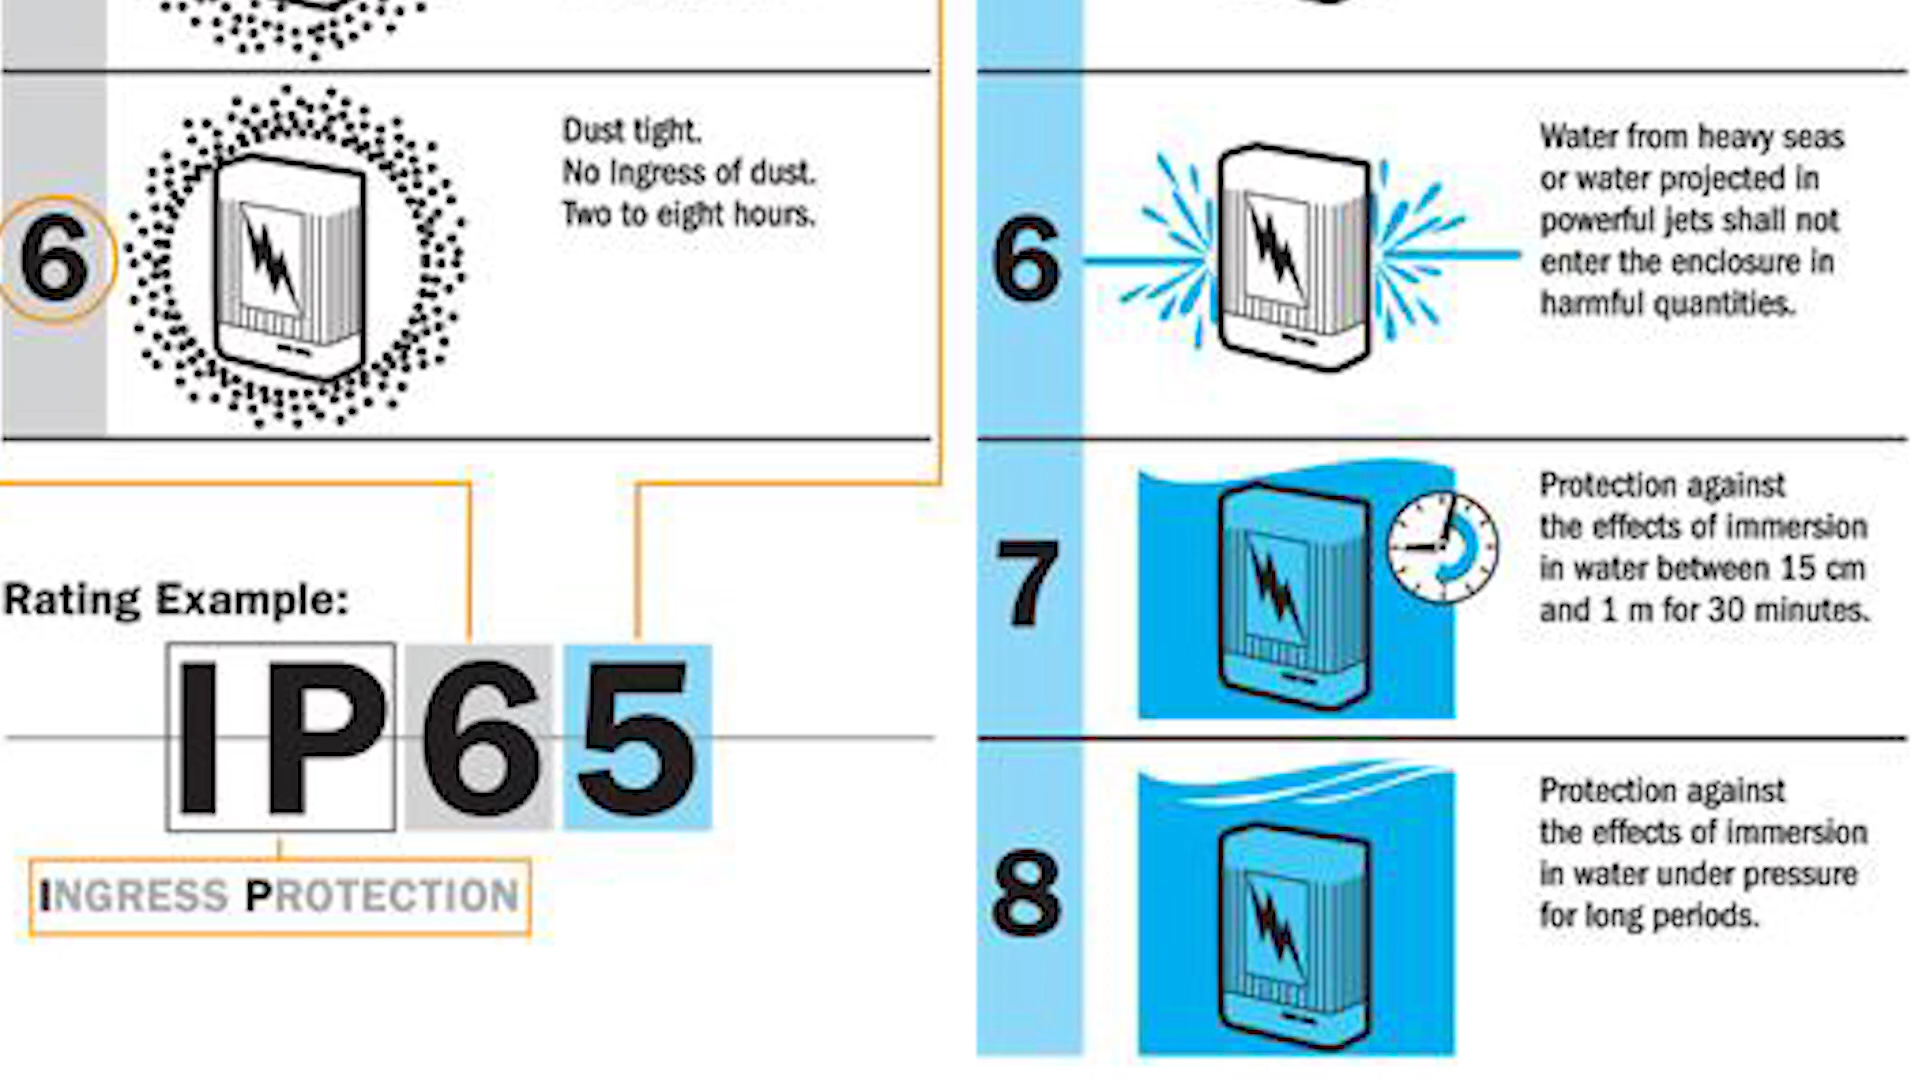 6
Dust tight.
No Ingress of dust.
Two to eight hours.
Rating Example:
IP65
INGRESS PROTECTION
6
Water from heavy seas
or water projected in
powerful jets shall not
enter the enclosure in
harmful quantities.
7
Protection against
the effects of immersion
in water between 15 cm
and 1 m for 30 minutes.
8
Protection against
the effects of immersion
in water under pressure
for long periods.